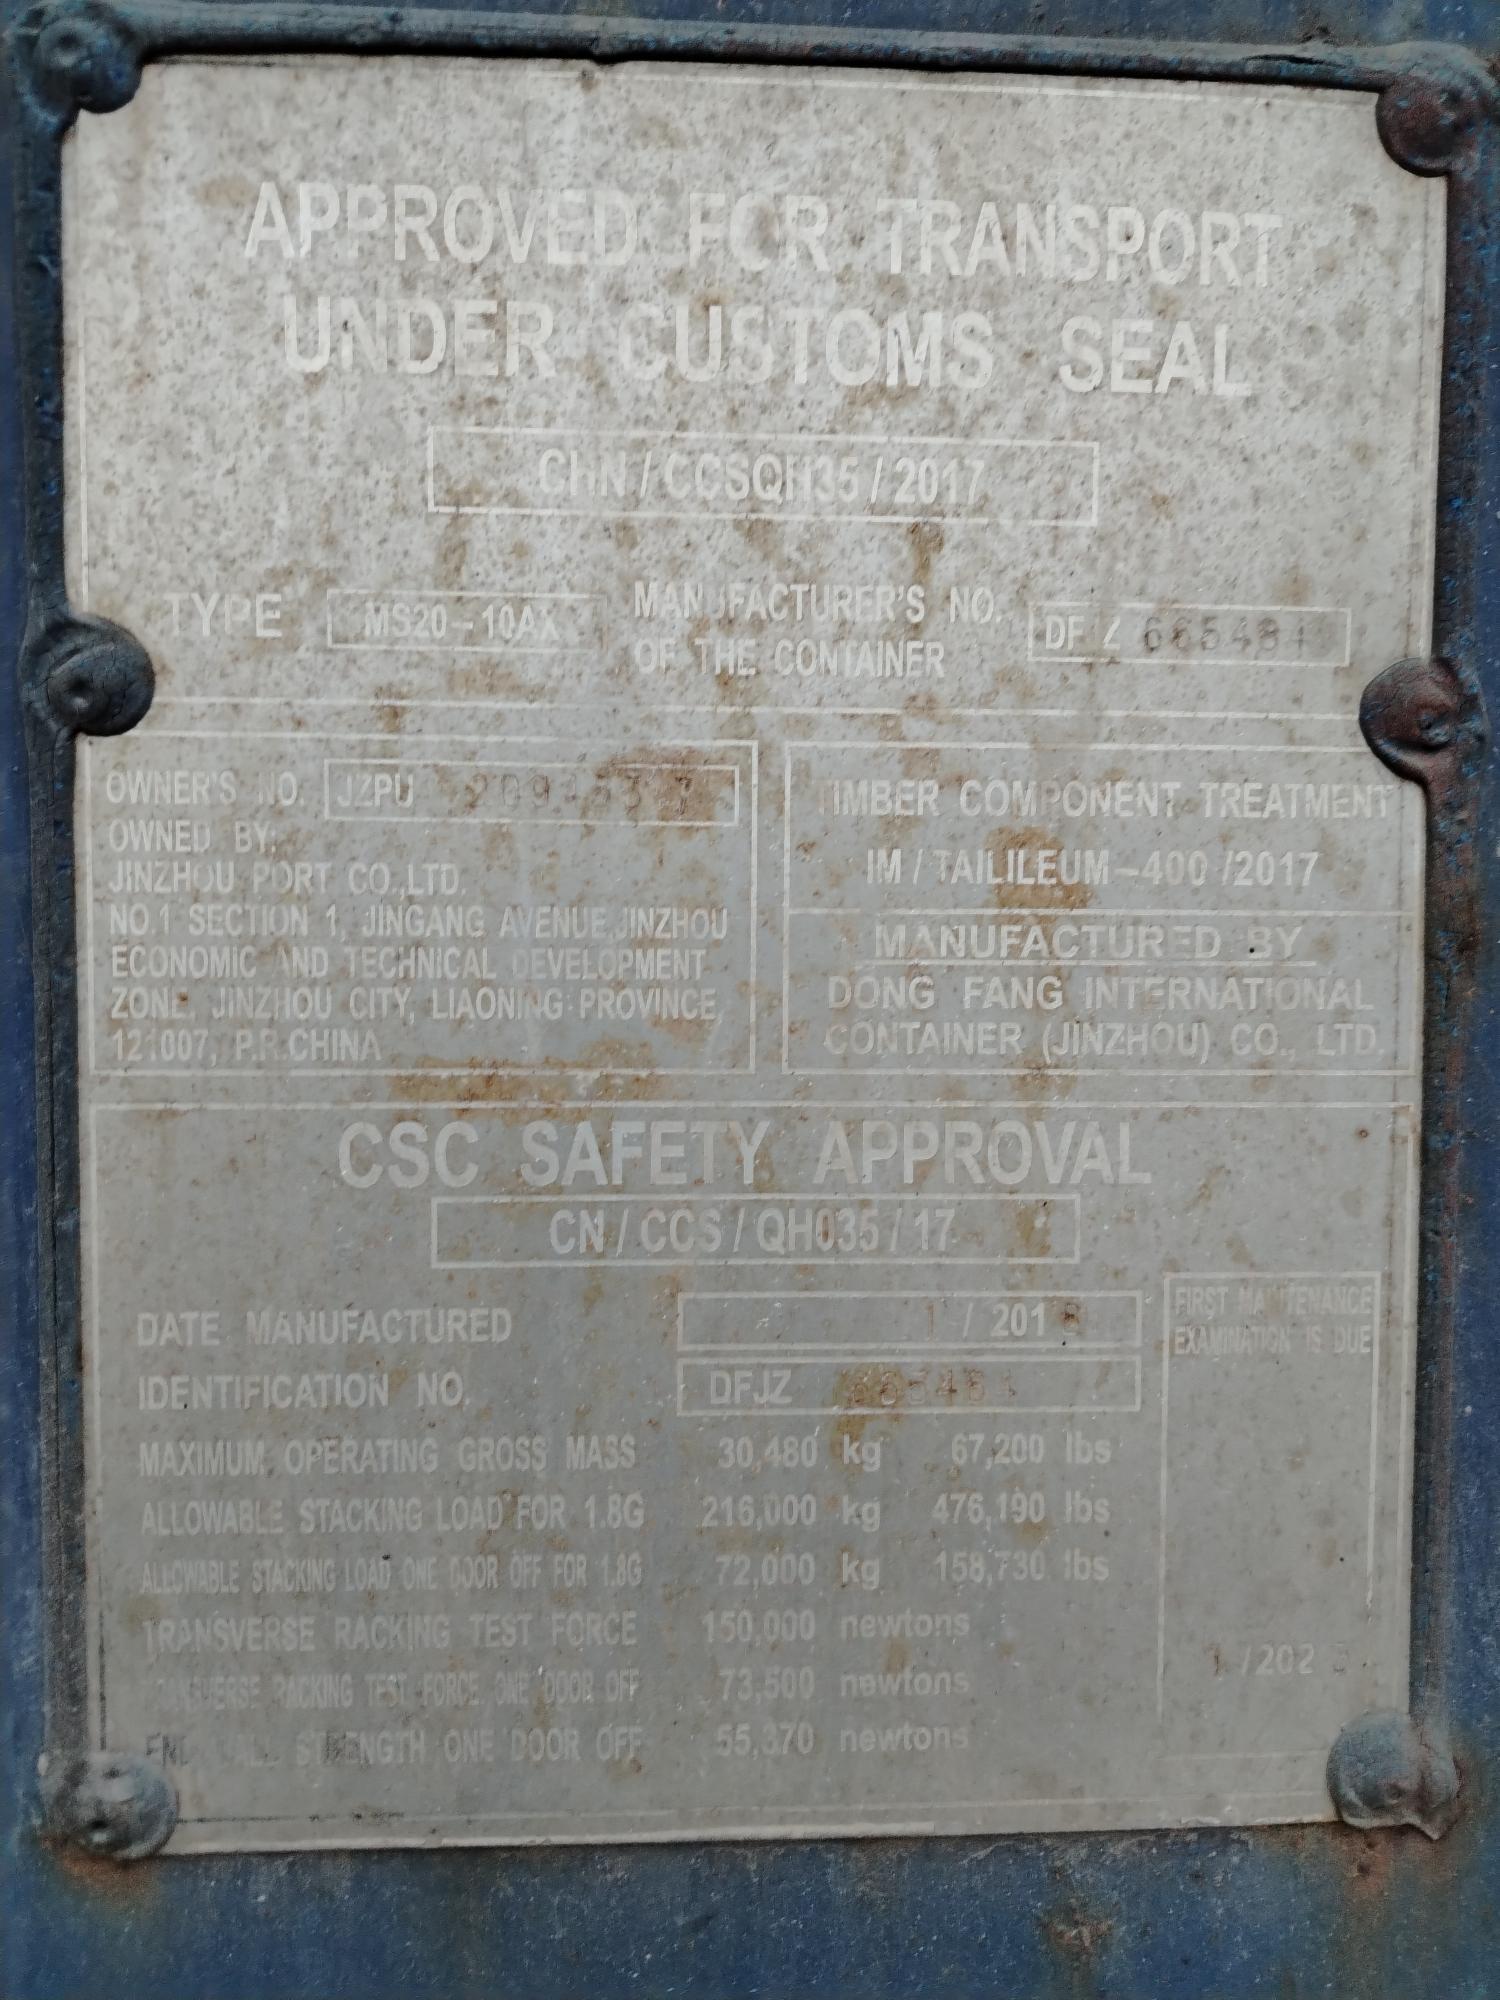 APPROVED FOR TRANSPORT
UNDER CUSTOMS SEAL
CHN / CCSQH35 / 2017
TYPE MS20-10AX MANUFACTURER'S NO. OF THE CONTAINER DFJZ 665484
OWNER'S NO. JZPU
OWNED BY:
JINZHOU PORT CO.,LTD.
NO.1 SECTION 1, JINGANG AVENUE,JINZHOU
ECONOMIC AND TECHNICAL DEVELOPMENT
ZONE, JINZHOU CITY, LIAONING PROVINCE,
121007, P.R.CHINA
TIMBER COMPONENT TREATMENT
IM / TAILILEUM-400 /2017
MANUFACTURED BY
DONG FANG INTERNATIONAL
CONTAINER (JINZHOU) CO., LTD.
CSC SAFETY APPROVAL
CN / CCS / QH035 / 17
DATE MANUFACTURED 1 / 2018
IDENTIFICATION NO. DFJZ 665484
MAXIMUM OPERATING GROSS MASS 30,480 kg 67,200 lbs
ALLOWABLE STACKING LOAD FOR 1.8G 216,000 kg 476,190 lbs
ALLOWABLE STACKING LOAD ONE DOOR OFF FOR 1.8G 72,000 kg 158,730 lbs
TRANSVERSE RACKING TEST FORCE 150,000 newtons
TRANSVERSE RACKING TEST FORCE ONE DOOR OFF 73,500 newtons
END WALL STRENGTH ONE DOOR OFF 55,370 newtons
FIRST MAINTENANCE
EXAMINATION IS DUE